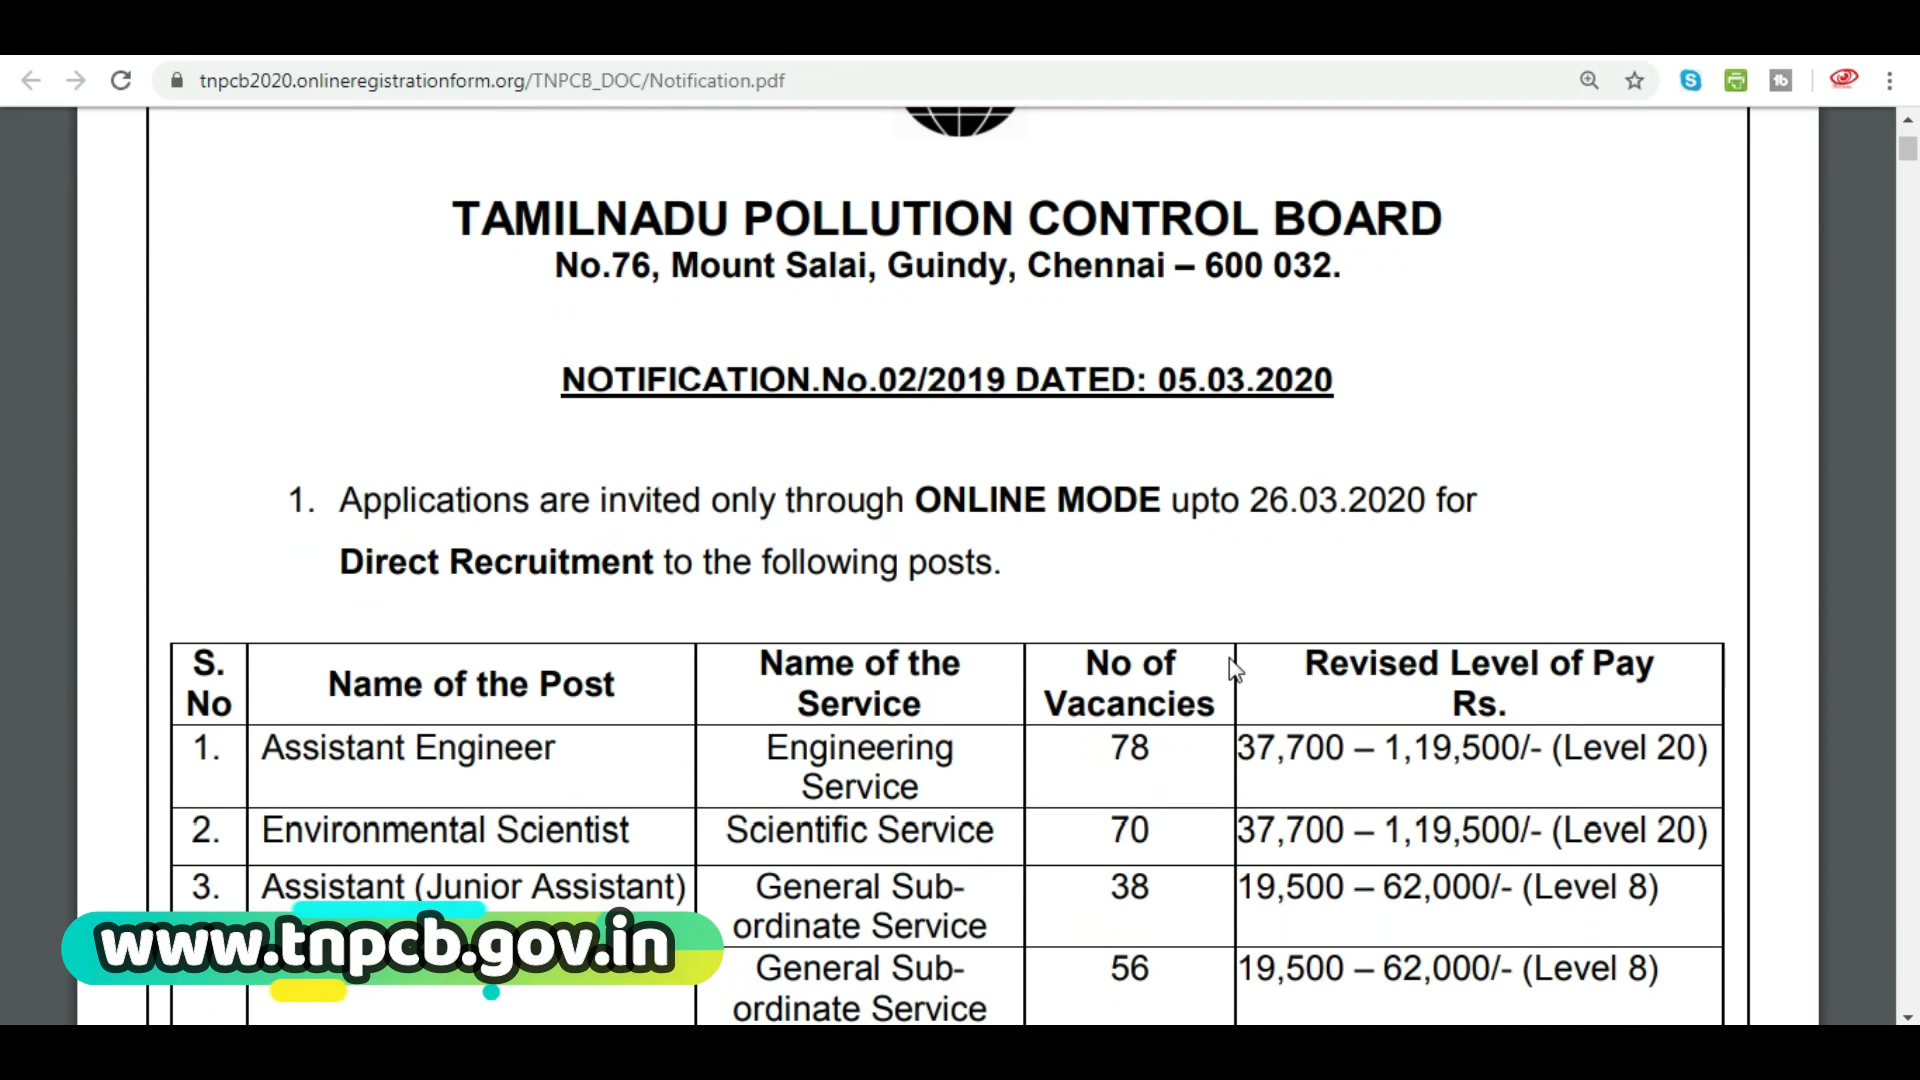 tnpcb2020.onlineregistrationform.org/TNPCB_DOC/Notification.pdf
TAMILNADU POLLUTION CONTROL BOARD
No.76, Mount Salai, Guindy, Chennai – 600 032.
NOTIFICATION.No.02/2019 DATED: 05.03.2020
1. Applications are invited only through ONLINE MODE upto 26.03.2020 for
Direct Recruitment to the following posts.
S. No Name of the Post Name of the Service No of Vacancies Revised Level of Pay Rs.
1. Assistant Engineer Engineering Service 78 37,700 – 1,19,500/- (Level 20)
2. Environmental Scientist Scientific Service 70 37,700 – 1,19,500/- (Level 20)
3. Assistant (Junior Assistant) General Sub-ordinate Service 38 19,500 – 62,000/- (Level 8)
General Sub-ordinate Service 56 19,500 – 62,000/- (Level 8)
www.tnpcb.gov.in